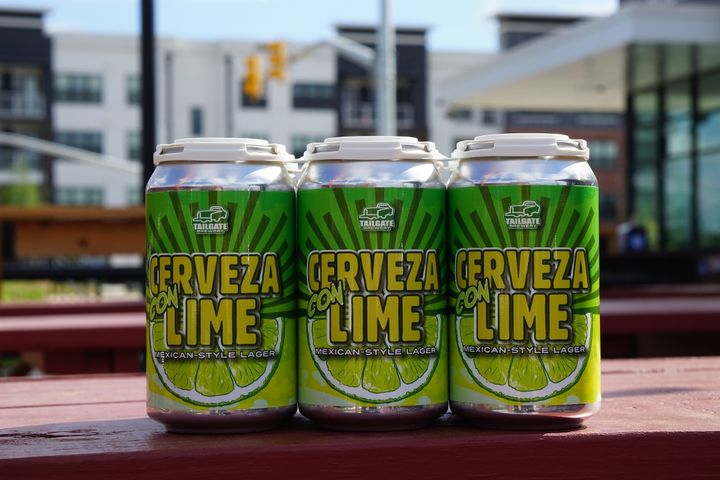 TAILGATE
BREWERY
CERVEZA
CON
LIME
MEXICAN-STYLE LAGER
TAILGATE
BREWERY
CERVEZA
CON
LIME
MEXICAN-STYLE LAGER
TAILGATE
BREWERY
CERVEZA
CON
LIME
MEXICAN-STYLE LAGER